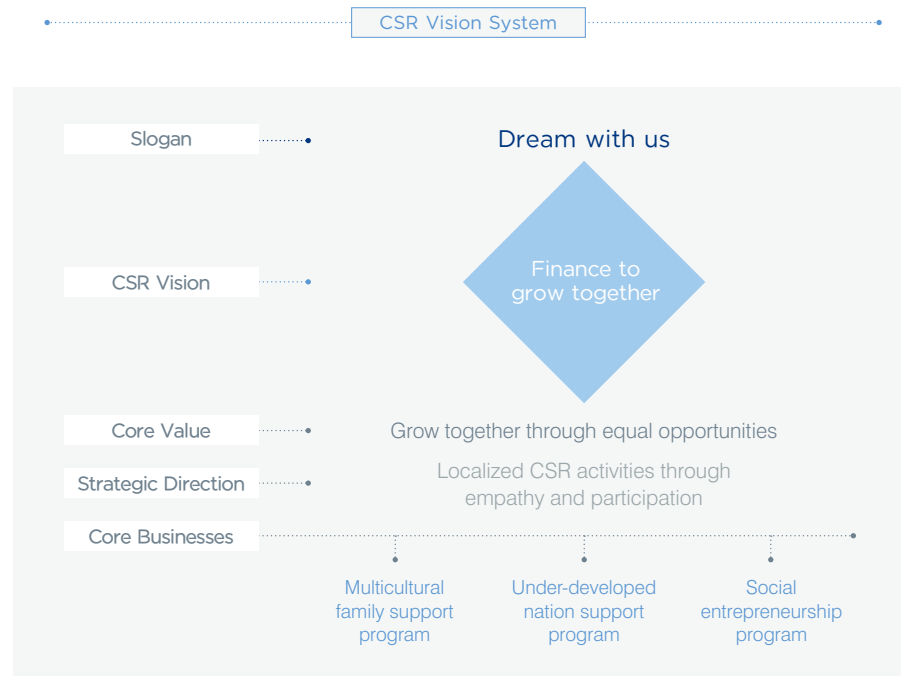 CSR Vision System
Slogan
Dream with us
CSR Vision
Finance to
grow together
Core Value
Grow together through equal opportunities
Strategic Direction
Localized CSR activities through
empathy and participation
Core Businesses
Multicultural
family support
program
Under-developed
nation support
program
Social
entrepreneurship
program